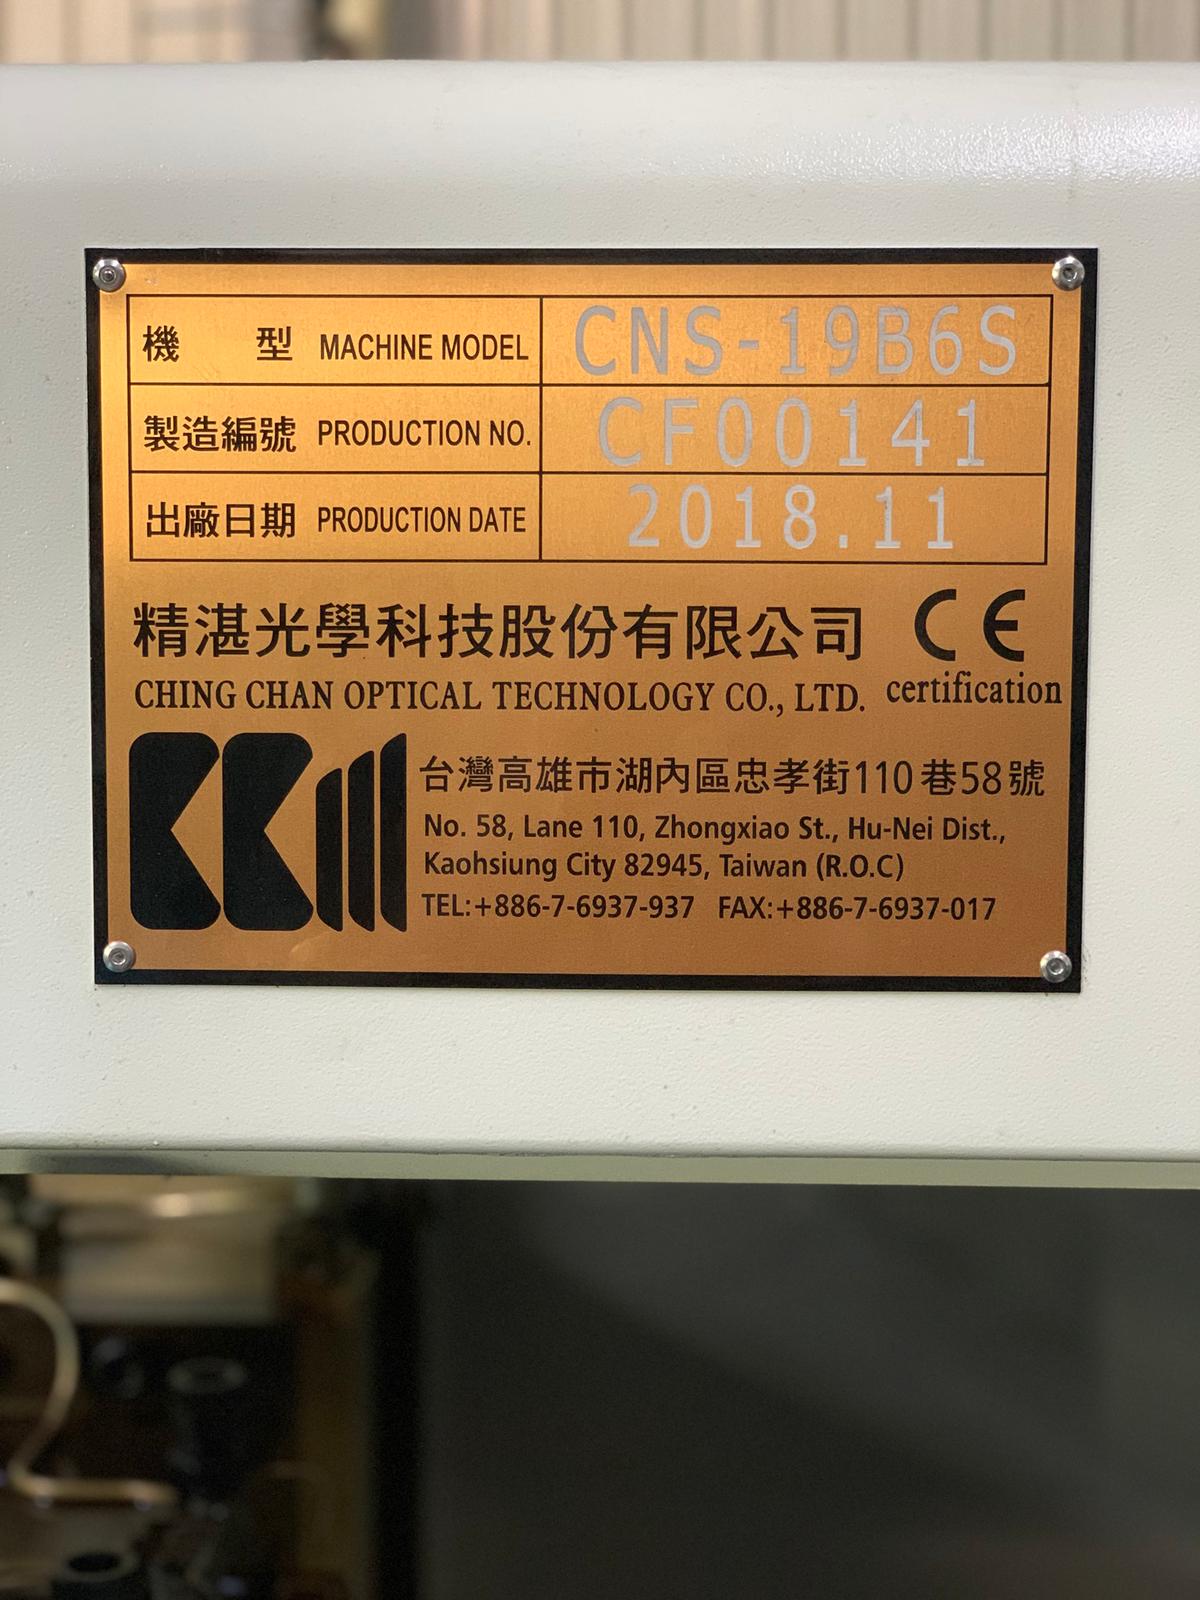 機 型 MACHINE MODEL CNS-19B6S
製造編號 PRODUCTION NO. CF00141
出廠日期 PRODUCTION DATE 2018.11
精湛光學科技股份有限公司 CE
CHING CHAN OPTICAL TECHNOLOGY CO., LTD. certification
台灣高雄市湖內區忠孝街110巷58號
No. 58, Lane 110, Zhongxiao St., Hu-Nei Dist.,
Kaohsiung City 82945, Taiwan (R.O.C)
TEL:+886-7-6937-937 FAX:+886-7-6937-017